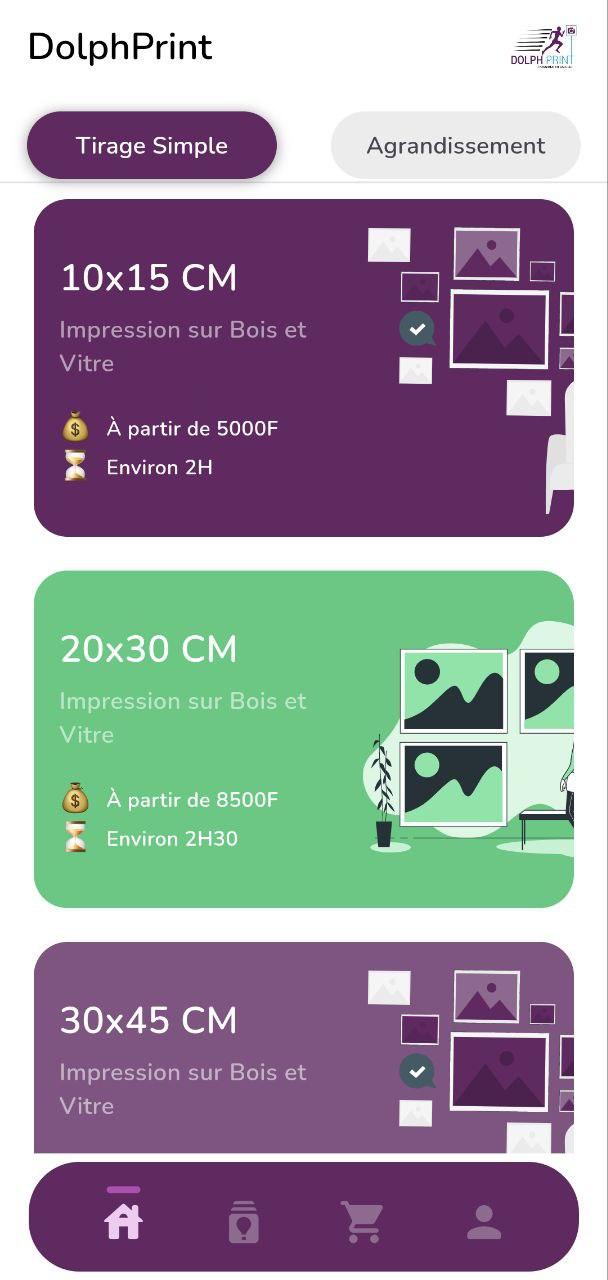 DolphPrint
DOLPH PRINT
Tirage Simple
Agrandissement
10x15 CM
Impression sur Bois et
Vitre
À partir de 5000F
Environ 2H
20x30 CM
Impression sur Bois et
Vitre
À partir de 8500F
Environ 2H30
30x45 CM
Impression sur Bois et
Vitre